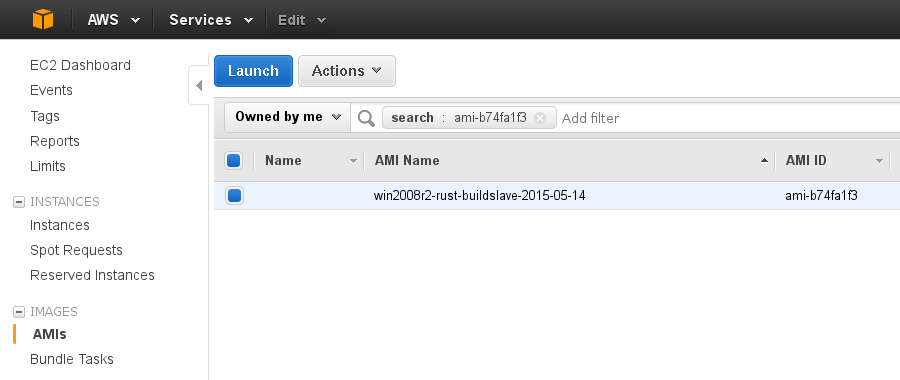 AWS Services Edit
EC2 Dashboard
Events
Tags
Reports
Limits
INSTANCES
Instances
Spot Requests
Reserved Instances
IMAGES
AMIs
Bundle Tasks
Launch Actions
Owned by me search : ami-b74fa1f3 Add filter
Name AMI Name AMI ID
win2008r2-rust-buildslave-2015-05-14 ami-b74fa1f3